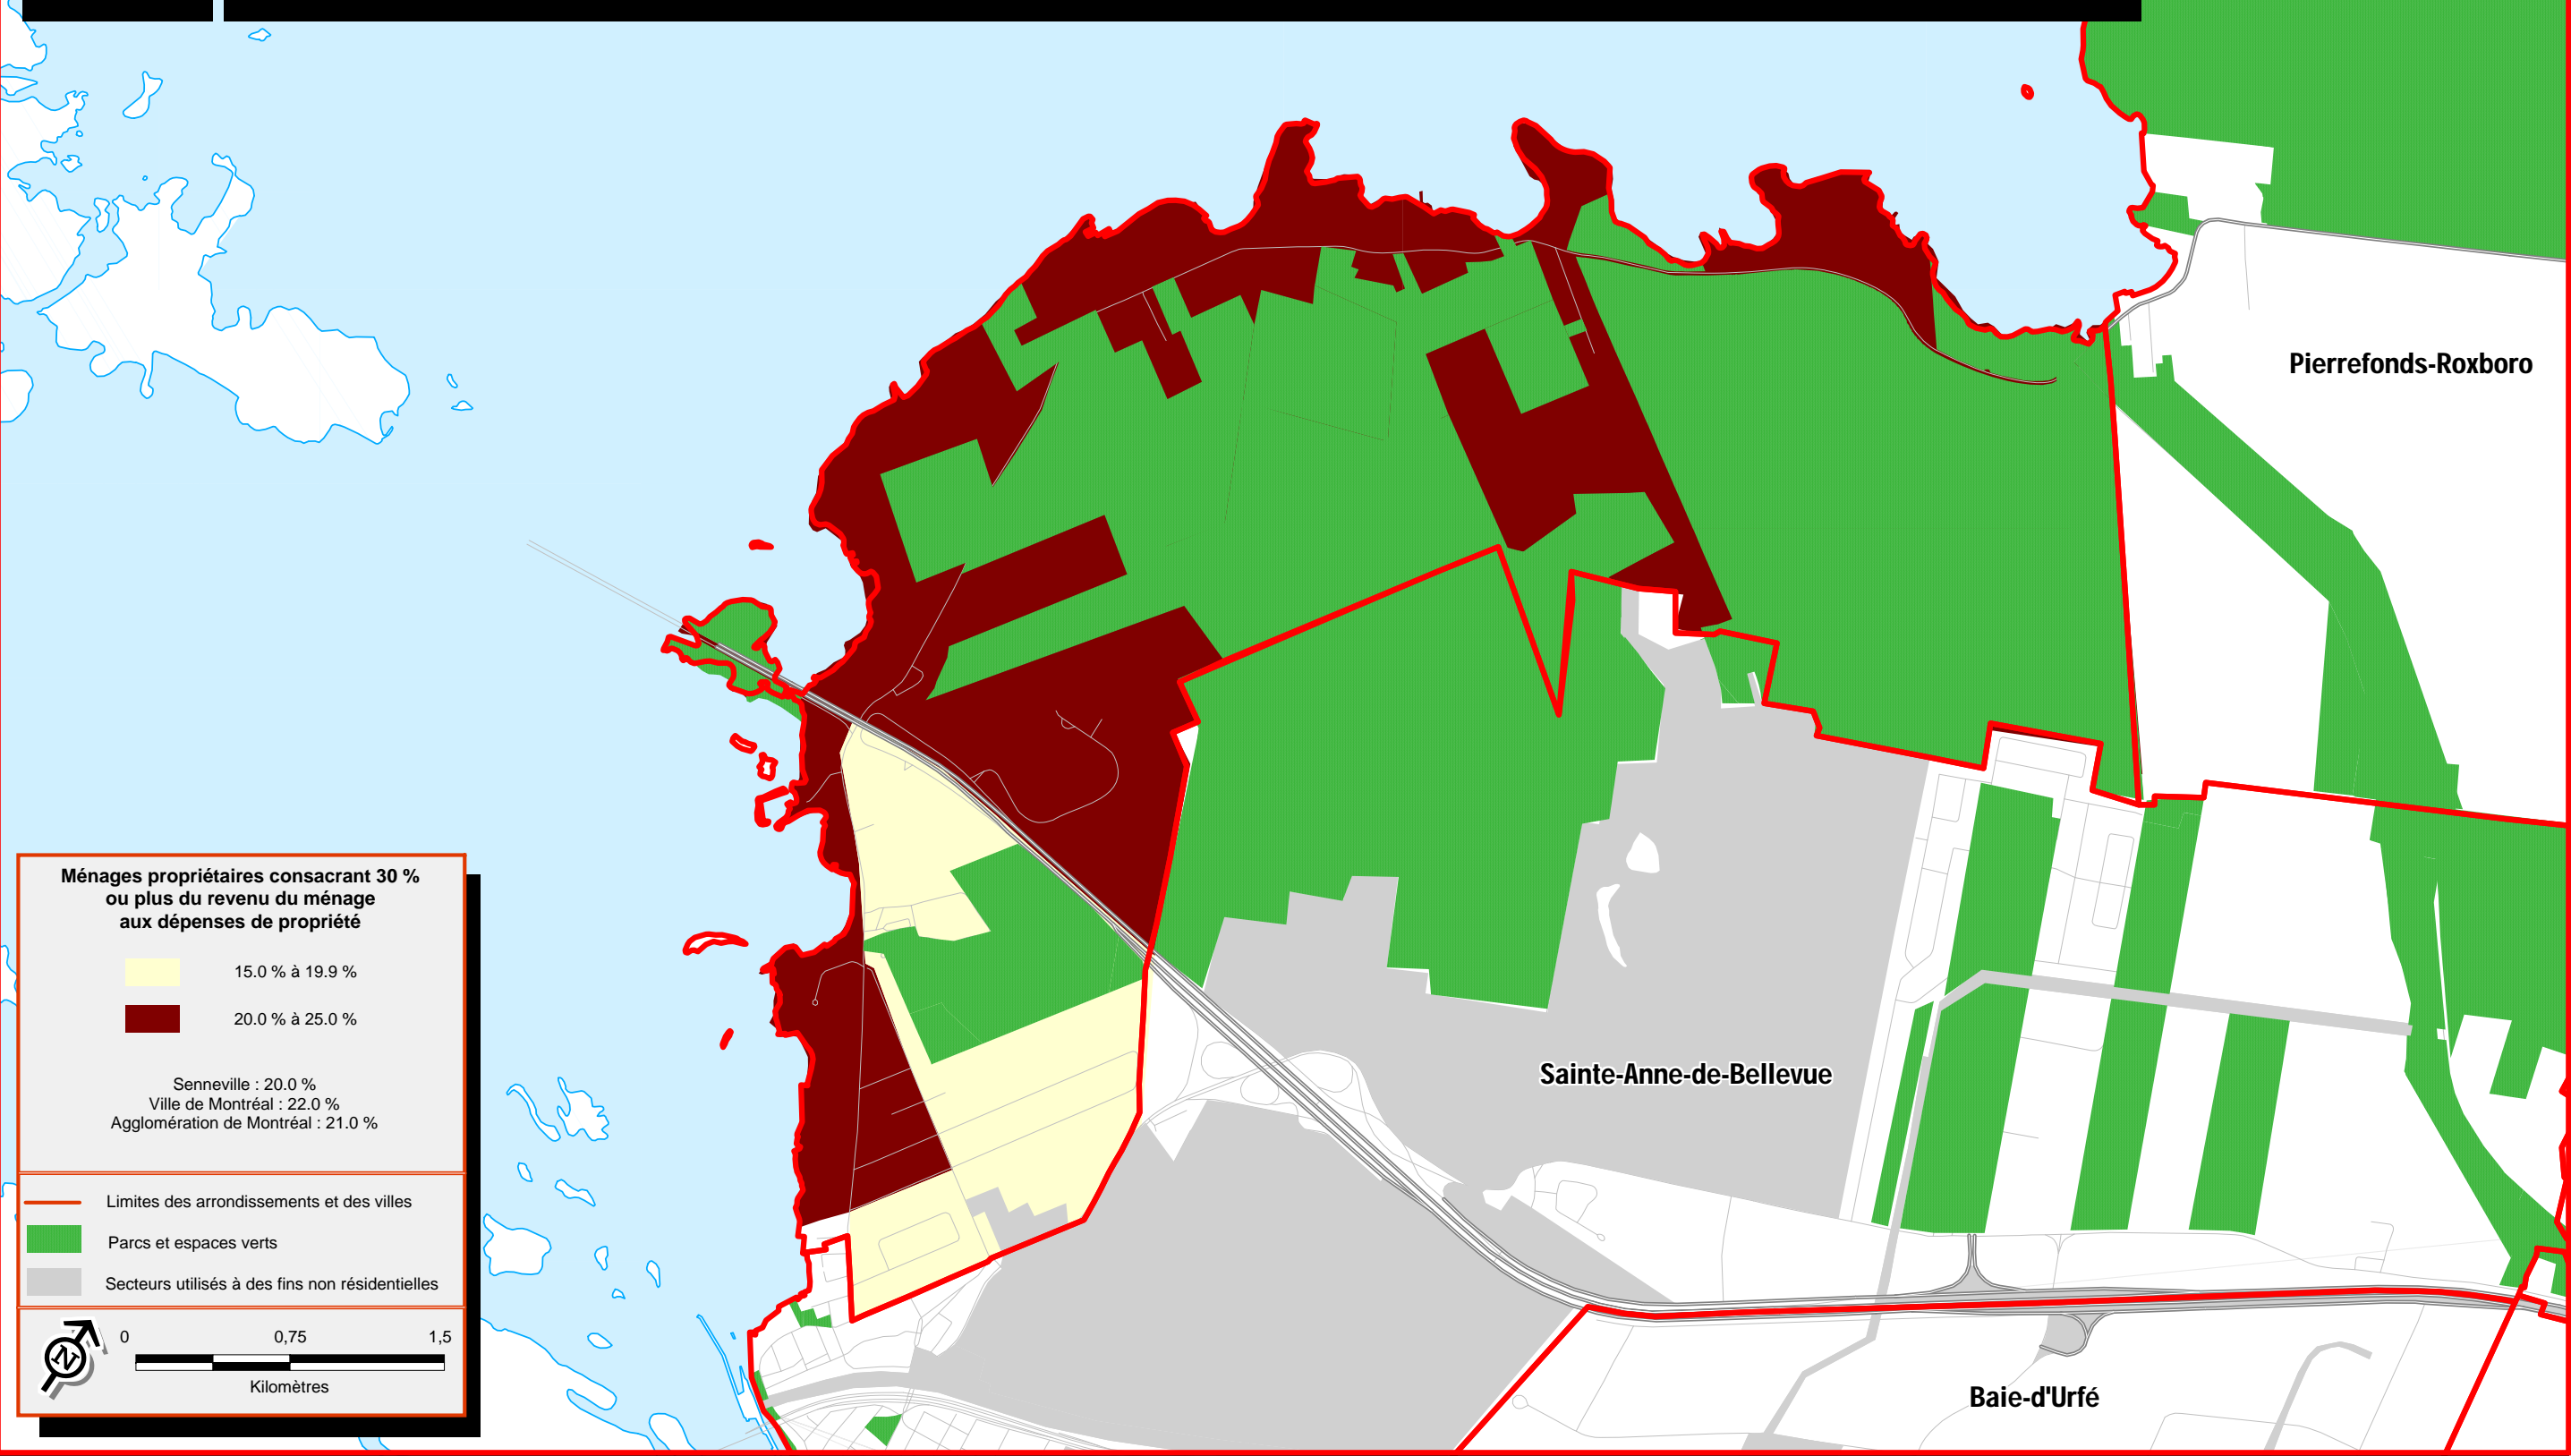 Pierrefonds-Roxboro
Ménages propriétaires consacrant 30 %
ou plus du revenu du ménage
aux dépenses de propriété
15.0 % à 19.9 %
20.0 % à 25.0 %
Senneville : 20.0 %
Ville de Montréal : 22.0 %
Agglomération de Montréal : 21.0 %
Sainte-Anne-de-Bellevue
Limites des arrondissements et des villes
Parcs et espaces verts
Secteurs utilisés à des fins non résidentielles
0 0,75 1,5
N
Kilomètres
Baie-d'Urfé